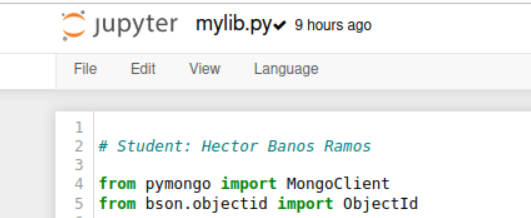 jupyter mylib.py✔ 9 hours ago
File Edit View Language
1
2 # Student: Hector Banos Ramos
3
4 from pymongo import MongoClient
5 from bson.objectid import ObjectId